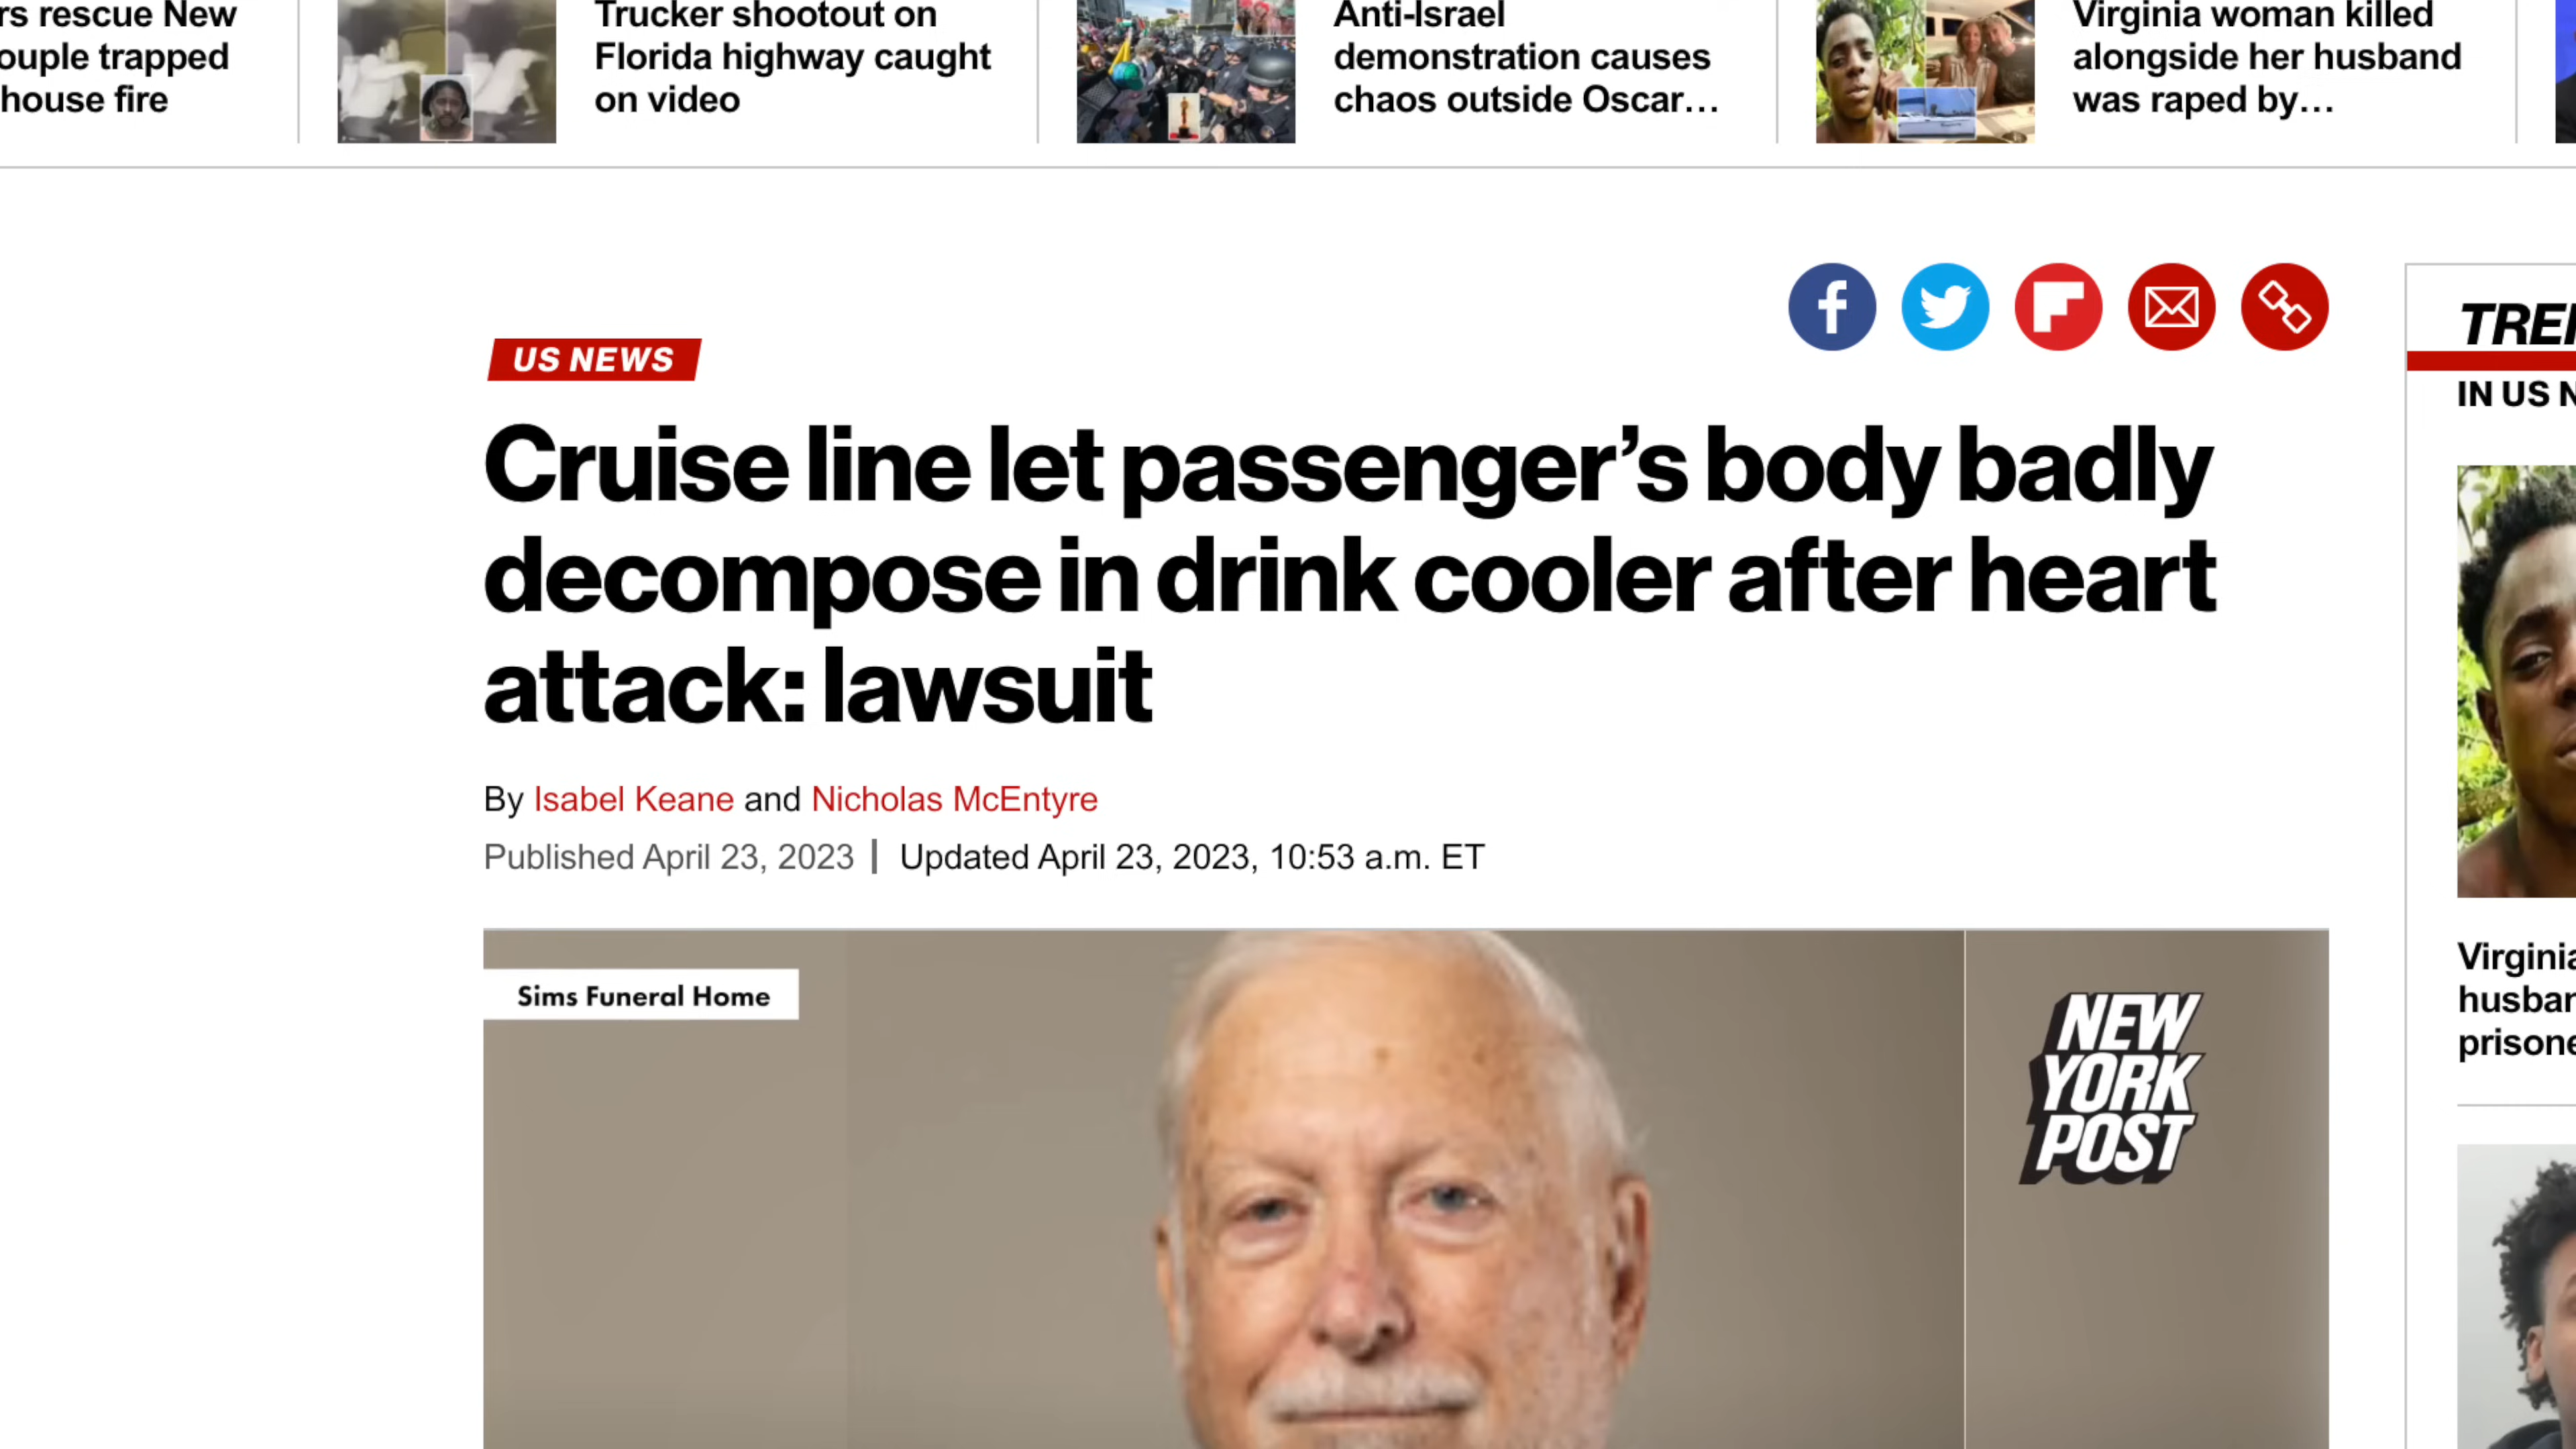 rs rescue New
ouple trapped
house fire
Trucker shootout on
Florida highway caught
on video
Anti-Israel
demonstration causes
chaos outside Oscar…
Virginia woman killed
alongside her husband
was raped by…
US NEWS
Cruise line let passenger’s body badly
decompose in drink cooler after heart
attack: lawsuit
By Isabel Keane and Nicholas McEntyre
Published April 23, 2023 | Updated April 23, 2023, 10:53 a.m. ET
Sims Funeral Home
NEW
YORK
POST
TRE
IN US N
Virginia
husban
prisone